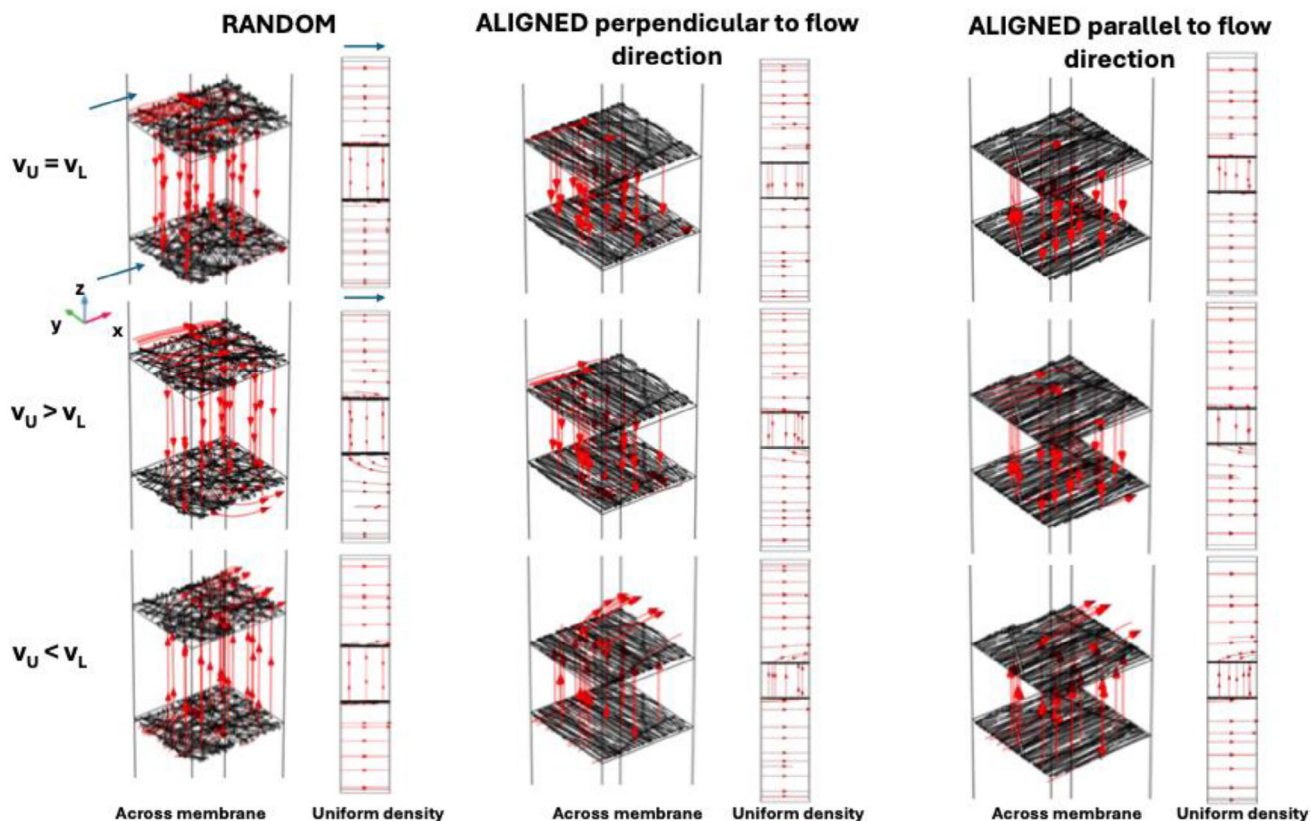 RANDOM
ALIGNED perpendicular to flow
direction
ALIGNED parallel to flow
direction
vU = vL
z
y
x
vU > vL
vU < vL
Across membrane
Uniform density
Across membrane
Uniform density
Across membrane
Uniform density